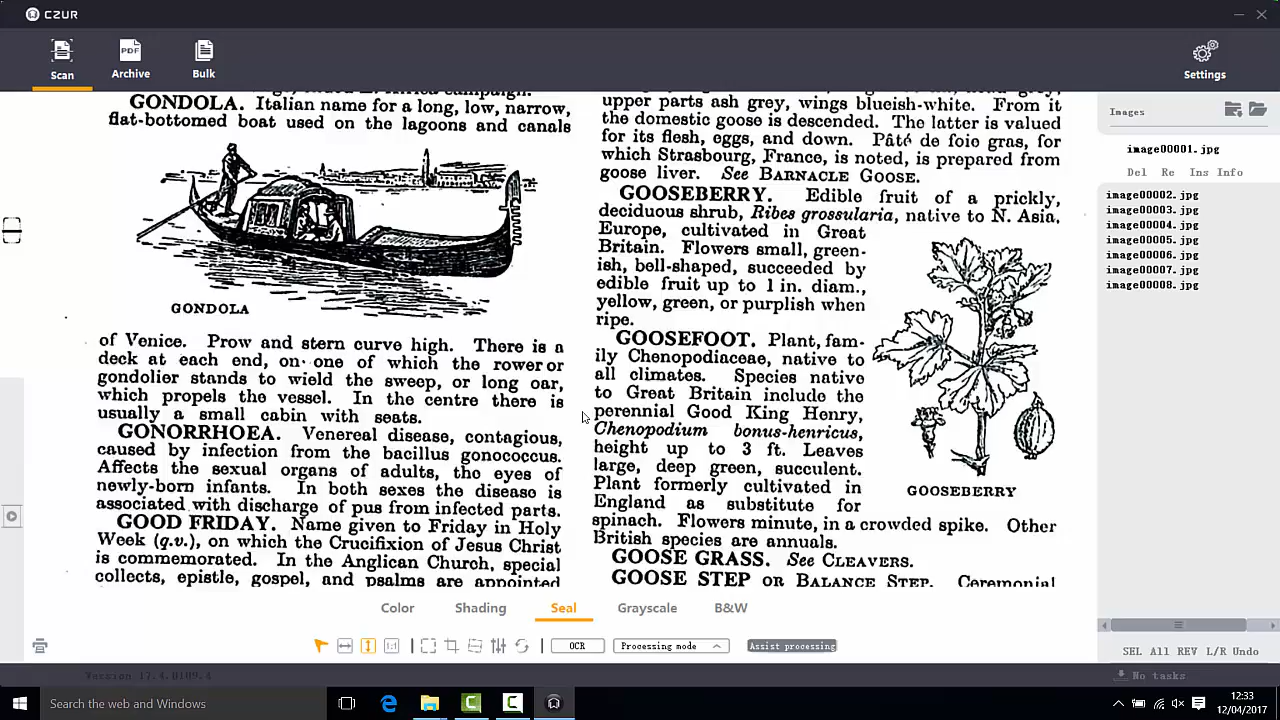 CZUR
Scan
Archive
Bulk
Settings
GONDOLA. Italian name for a long, low, narrow,
flat-bottomed boat used on the lagoons and canals
GONDOLA
of Venice. Prow and stern curve high. There is a
deck at each end, on one of which the rower or
gondolier stands to wield the sweep, or long oar,
which propels the vessel. In the centre there is
usually a small cabin with seats.
GONORRHOEA. Venereal disease, contagious,
caused by infection from the bacillus gonococcus.
Affects the sexual organs of adults, the eyes of
newly-born infants. In both sexes the disease is
associated with discharge of pus from infected parts.
GOOD FRIDAY. Name given to Friday in Holy
Week (q.v.), on which the Crucifixion of Jesus Christ
is commemorated. In the Anglican Church, special
collects, epistle, gospel, and psalms are appointed
upper parts ash grey, wings blueish-white. From it
the domestic goose is descended. The latter is valued
for its flesh, eggs, and down. Pâté de foie gras, for
which Strasbourg, France, is noted, is prepared from
goose liver. See BARNACLE GOOSE.
GOOSEBERRY. Edible fruit of a prickly,
deciduous shrub, Ribes grossularia, native to N. Asia,
Europe, cultivated in Great
Britain. Flowers small, green-
ish, bell-shaped, succeeded by
edible fruit up to 1 in. diam.,
yellow, green, or purplish when
ripe.
GOOSEFOOT. Plant, fam-
ily Chenopodiaceae, native to
all climates. Species native
to Great Britain include the
perennial Good King Henry,
Chenopodium bonus-henricus,
height up to 3 ft. Leaves
large, deep green, succulent.
Plant formerly cultivated in
England as substitute for
spinach. Flowers minute, in a crowded spike. Other
British species are annuals.
GOOSEBERRY
GOOSE GRASS. See CLEAVERS.
GOOSE STEP OR BALANCE STEP. Ceremonial
Images
image00001.jpg
Del Re Ins Info
image00002.jpg
image00003.jpg
image00004.jpg
image00005.jpg
image00006.jpg
image00007.jpg
image00008.jpg
Color
Shading
Seal
Grayscale
B&W
1:1
OCR
Processing mode
Assist processing
SEL All REV L/R Undo
Version 17.4.0109.4
No tasks
Search the web and Windows
12:33
12/04/2017